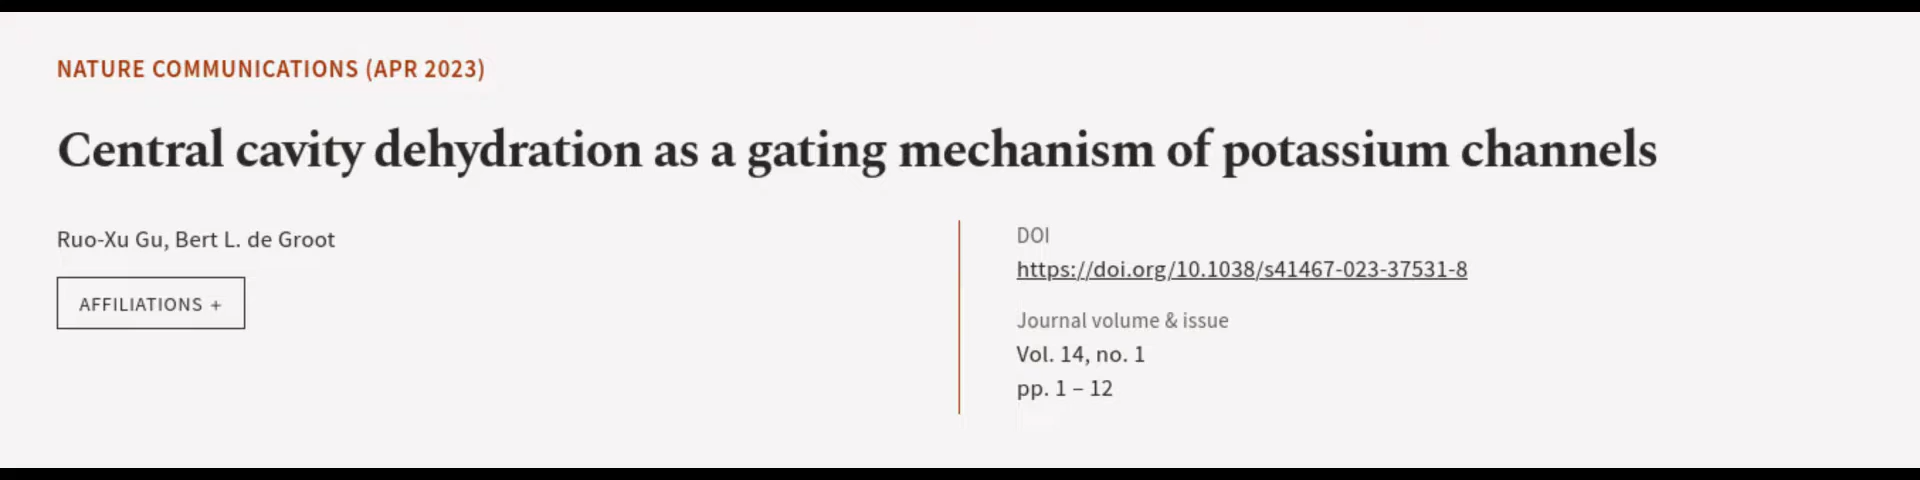 NATURE COMMUNICATIONS (APR 2023)
Central cavity dehydration as a gating mechanism of potassium channels
Ruo-Xu Gu, Bert L. de Groot
AFFILIATIONS +
DOI
https://doi.org/10.1038/s41467-023-37531-8
Journal volume & issue
Vol. 14, no. 1
pp. 1 – 12